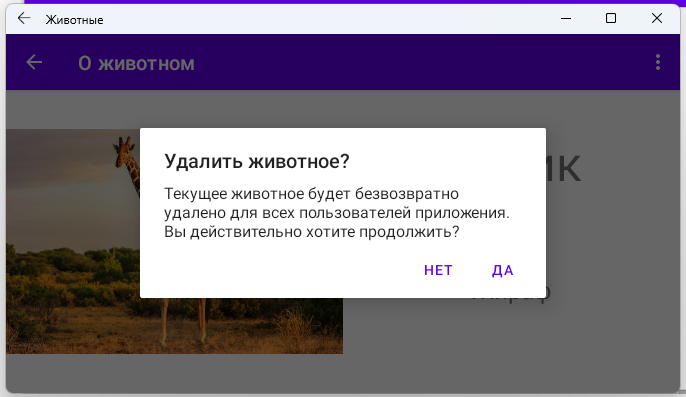 Животные
О животном
Удалить животное?
Текущее животное будет безвозвратно
удалено для всех пользователей приложения.
Вы действительно хотите продолжить?
НЕТ ДА